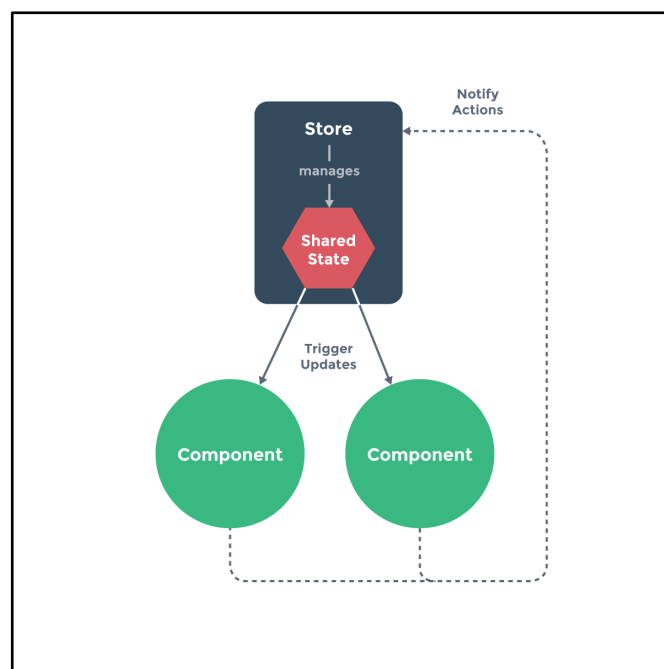 Notify
Actions
Store
manages
Shared
State
Trigger
Updates
Component
Component